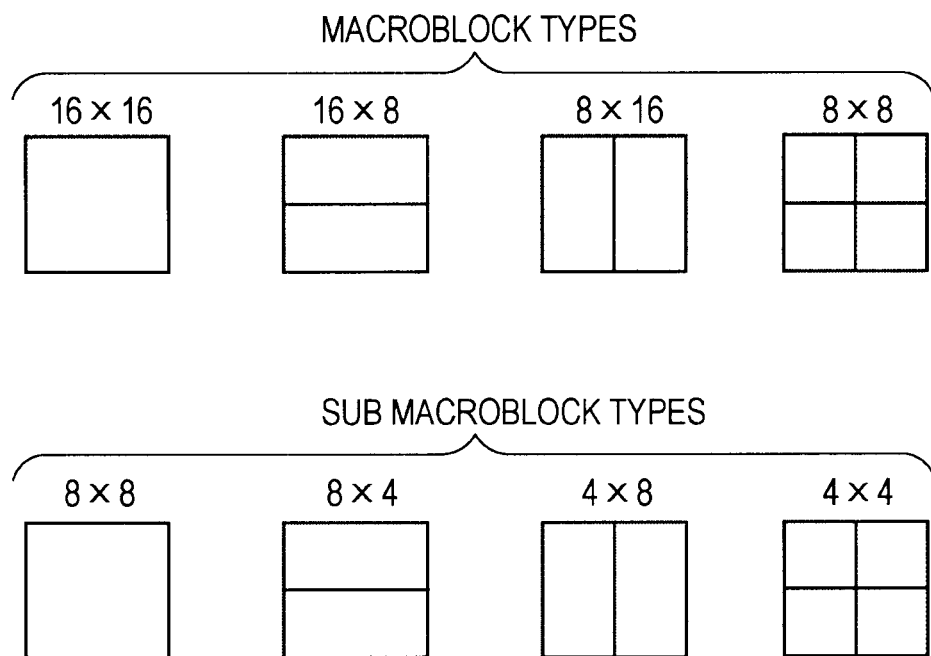 MACROBLOCK TYPES
16 × 16 16 × 8 8 × 16 8 × 8
SUB MACROBLOCK TYPES
8 × 8 8 × 4 4 × 8 4 × 4